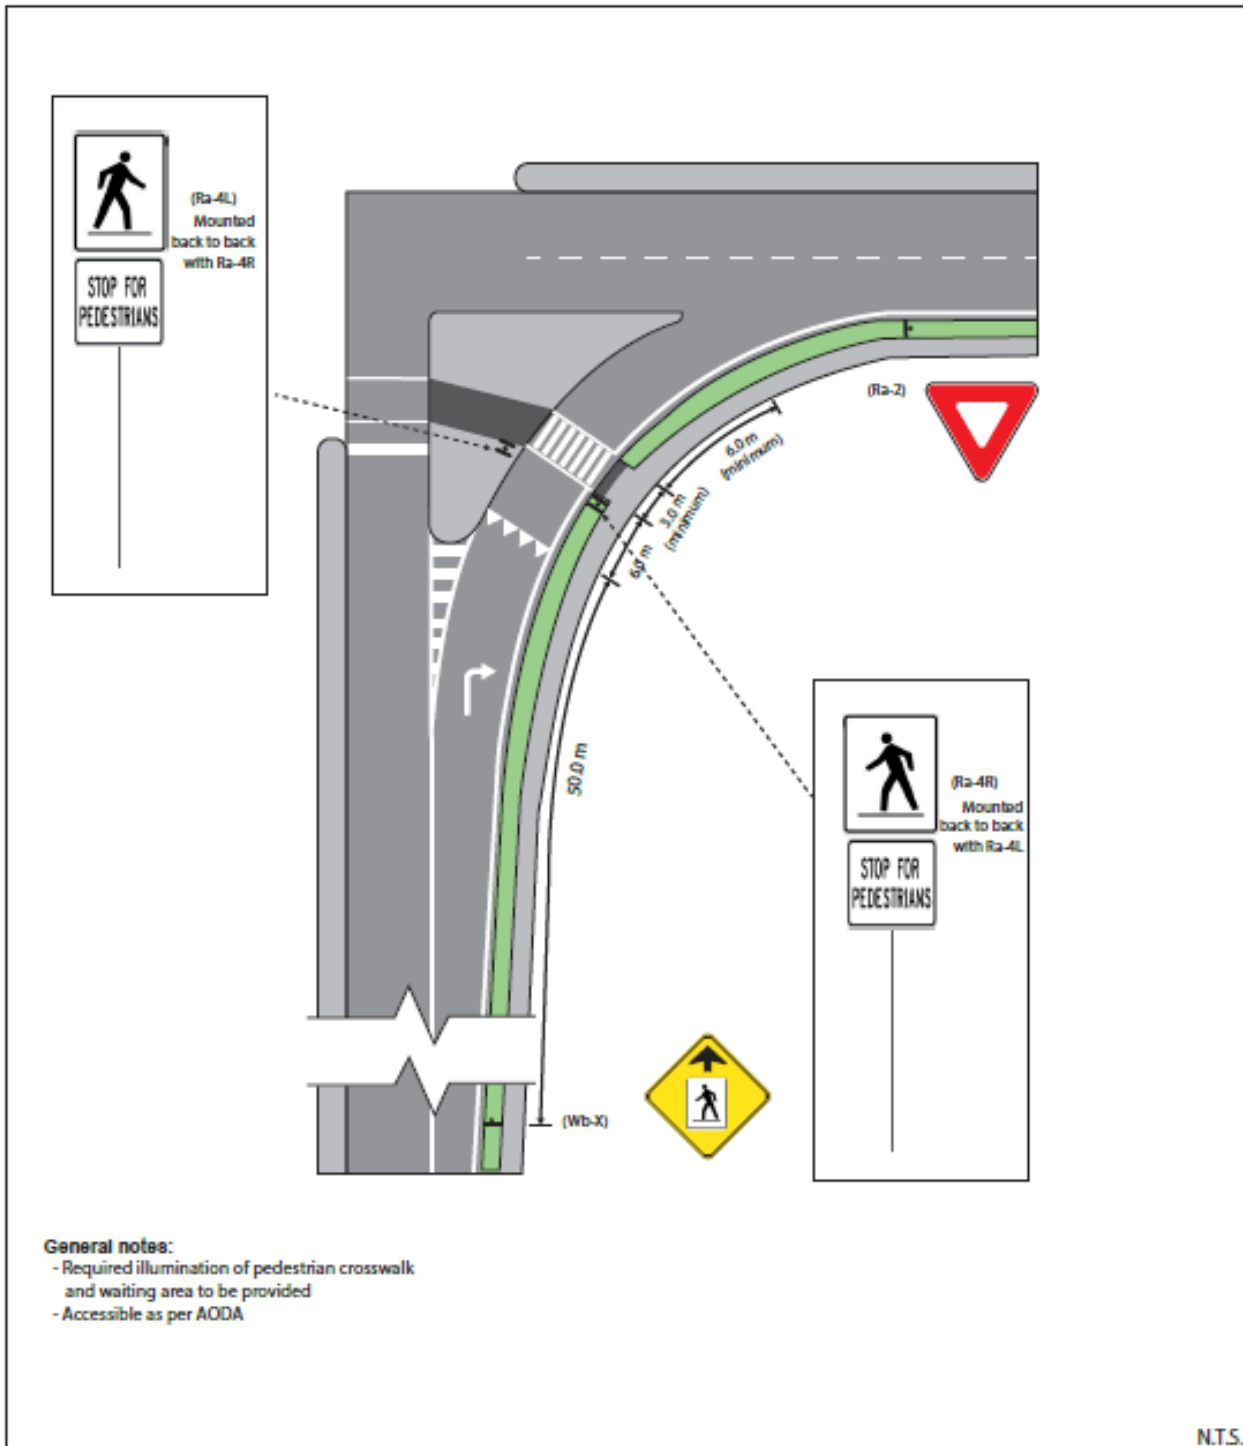 (Ra-4L)
Mounted
back to back
with Ra-4R
STOP FOR
PEDESTRIANS
(Ra-2)
6.0 m
(minimum)
3.0 m
(minimum)
6.0 m
50.0 m
(Ra-4R)
Mounted
back to back
with Ra-4L
STOP FOR
PEDESTRIANS
(Wb-X)
General notes:
- Required illumination of pedestrian crosswalk
and waiting area to be provided
- Accessible as per AODA
N.T.S.